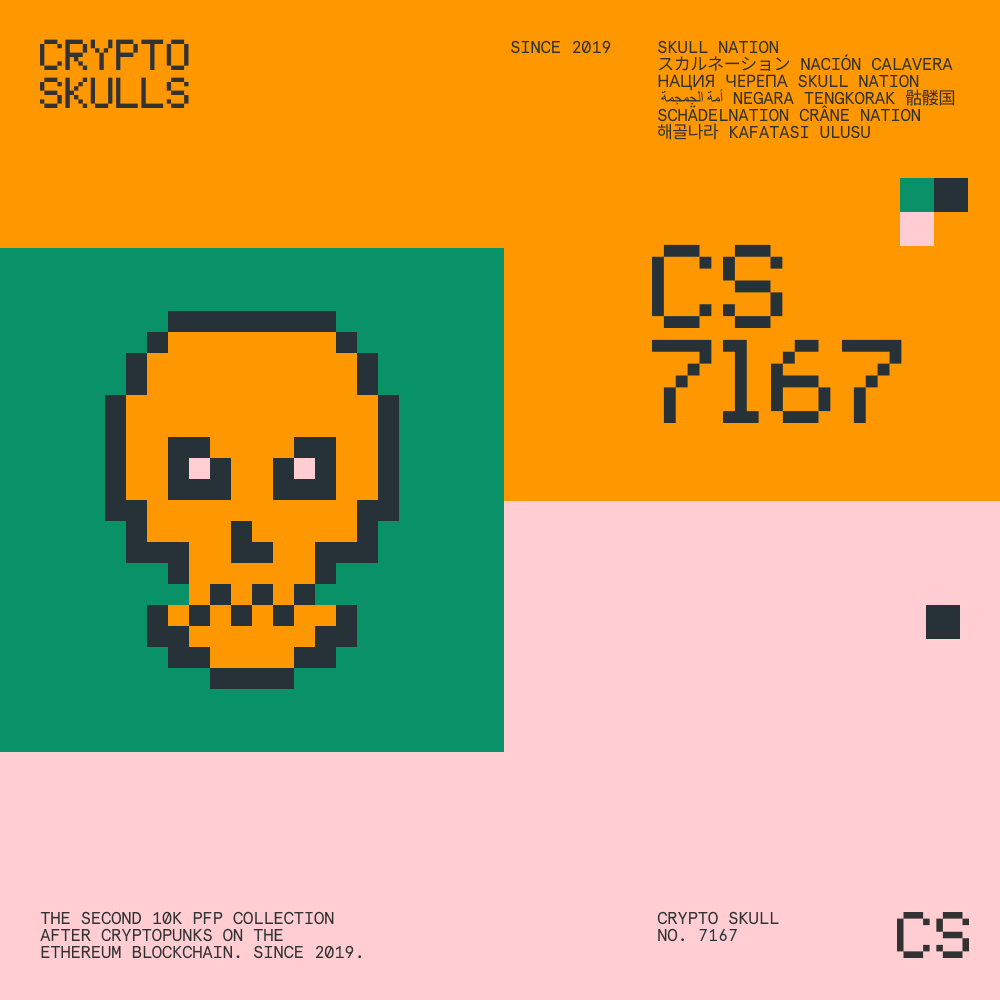 CRYPTO
SKULLS
SINCE 2019
SKULL NATION
スカルネーション NACIÓN CALAVERA
НАЦИЯ ЧЕРЕПА SKULL NATION
أمة الجمجمة NEGARA TENGKORAK 骷髅国
SCHÄDELNATION CRÂNE NATION
해골나라 KAFATASI ULUSU
CS
7167
THE SECOND 10K PFP COLLECTION
AFTER CRYPTOPUNKS ON THE
ETHEREUM BLOCKCHAIN. SINCE 2019.
CRYPTO SKULL
NO. 7167
CS